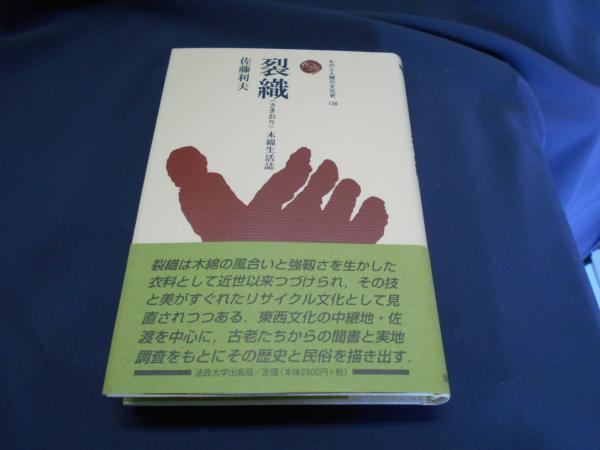 ものと人間の文化史 128
裂織
〈さきおり〉木綿生活誌
佐藤利夫
裂織は木綿の風合いと強靱さを生かした
衣料として近世以来つづけられ，その技
と美がすぐれたリサイクル文化として見
直されつつある．東西文化の中継地・佐
渡を中心に，古老たちからの聞書と実地
調査をもとにその歴史と民俗を描き出す．
法政大学出版局／定価（本体2800円＋税）